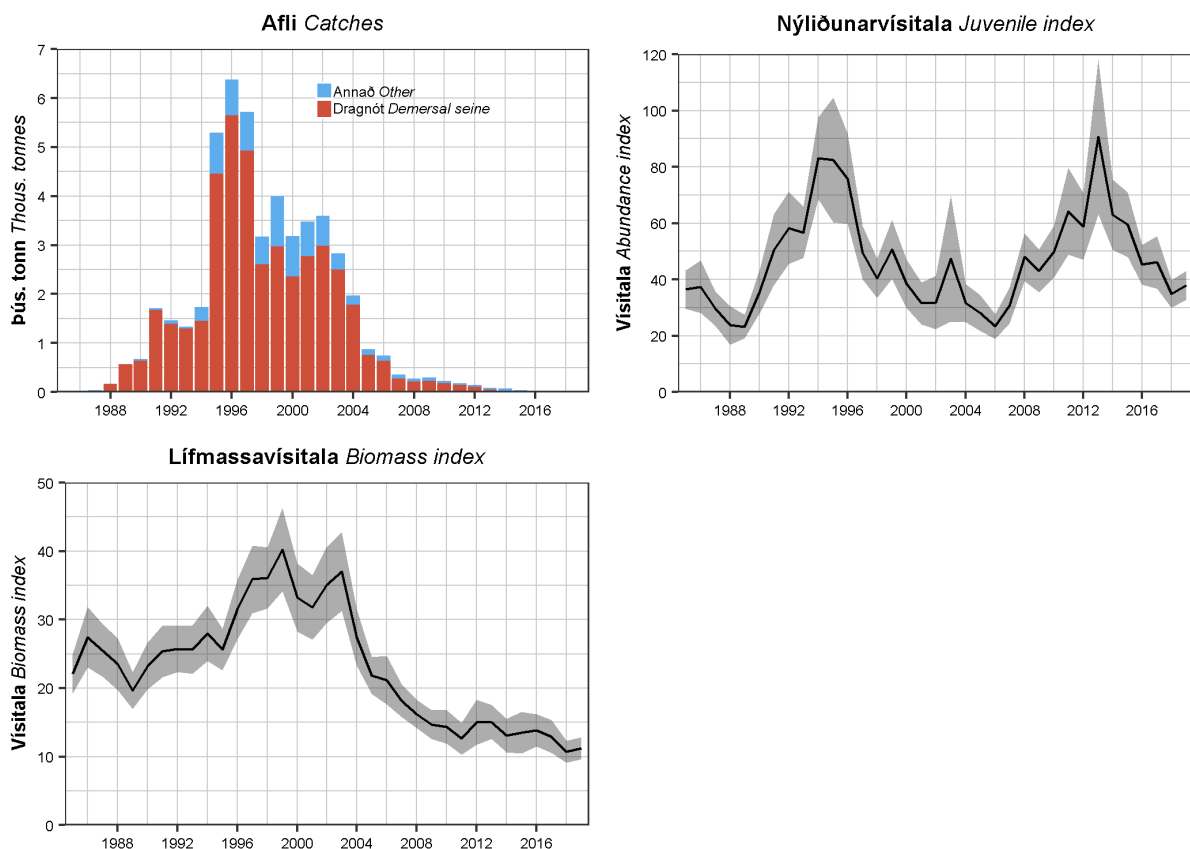 Afli Catches
Þús. tonn Thous. tonnes
7
6
5
4
3
2
1
0
Annað Other
Dragnót Demersal seine
1988 1992 1996 2000 2004 2008 2012 2016
Nýliðunarvísitala Juvenile index
Vísitala Abundance index
120
100
80
60
40
20
0
1988 1992 1996 2000 2004 2008 2012 2016
Lífmassavísitala Biomass index
Vísitala Biomass index
50
40
30
20
10
0
1988 1992 1996 2000 2004 2008 2012 2016